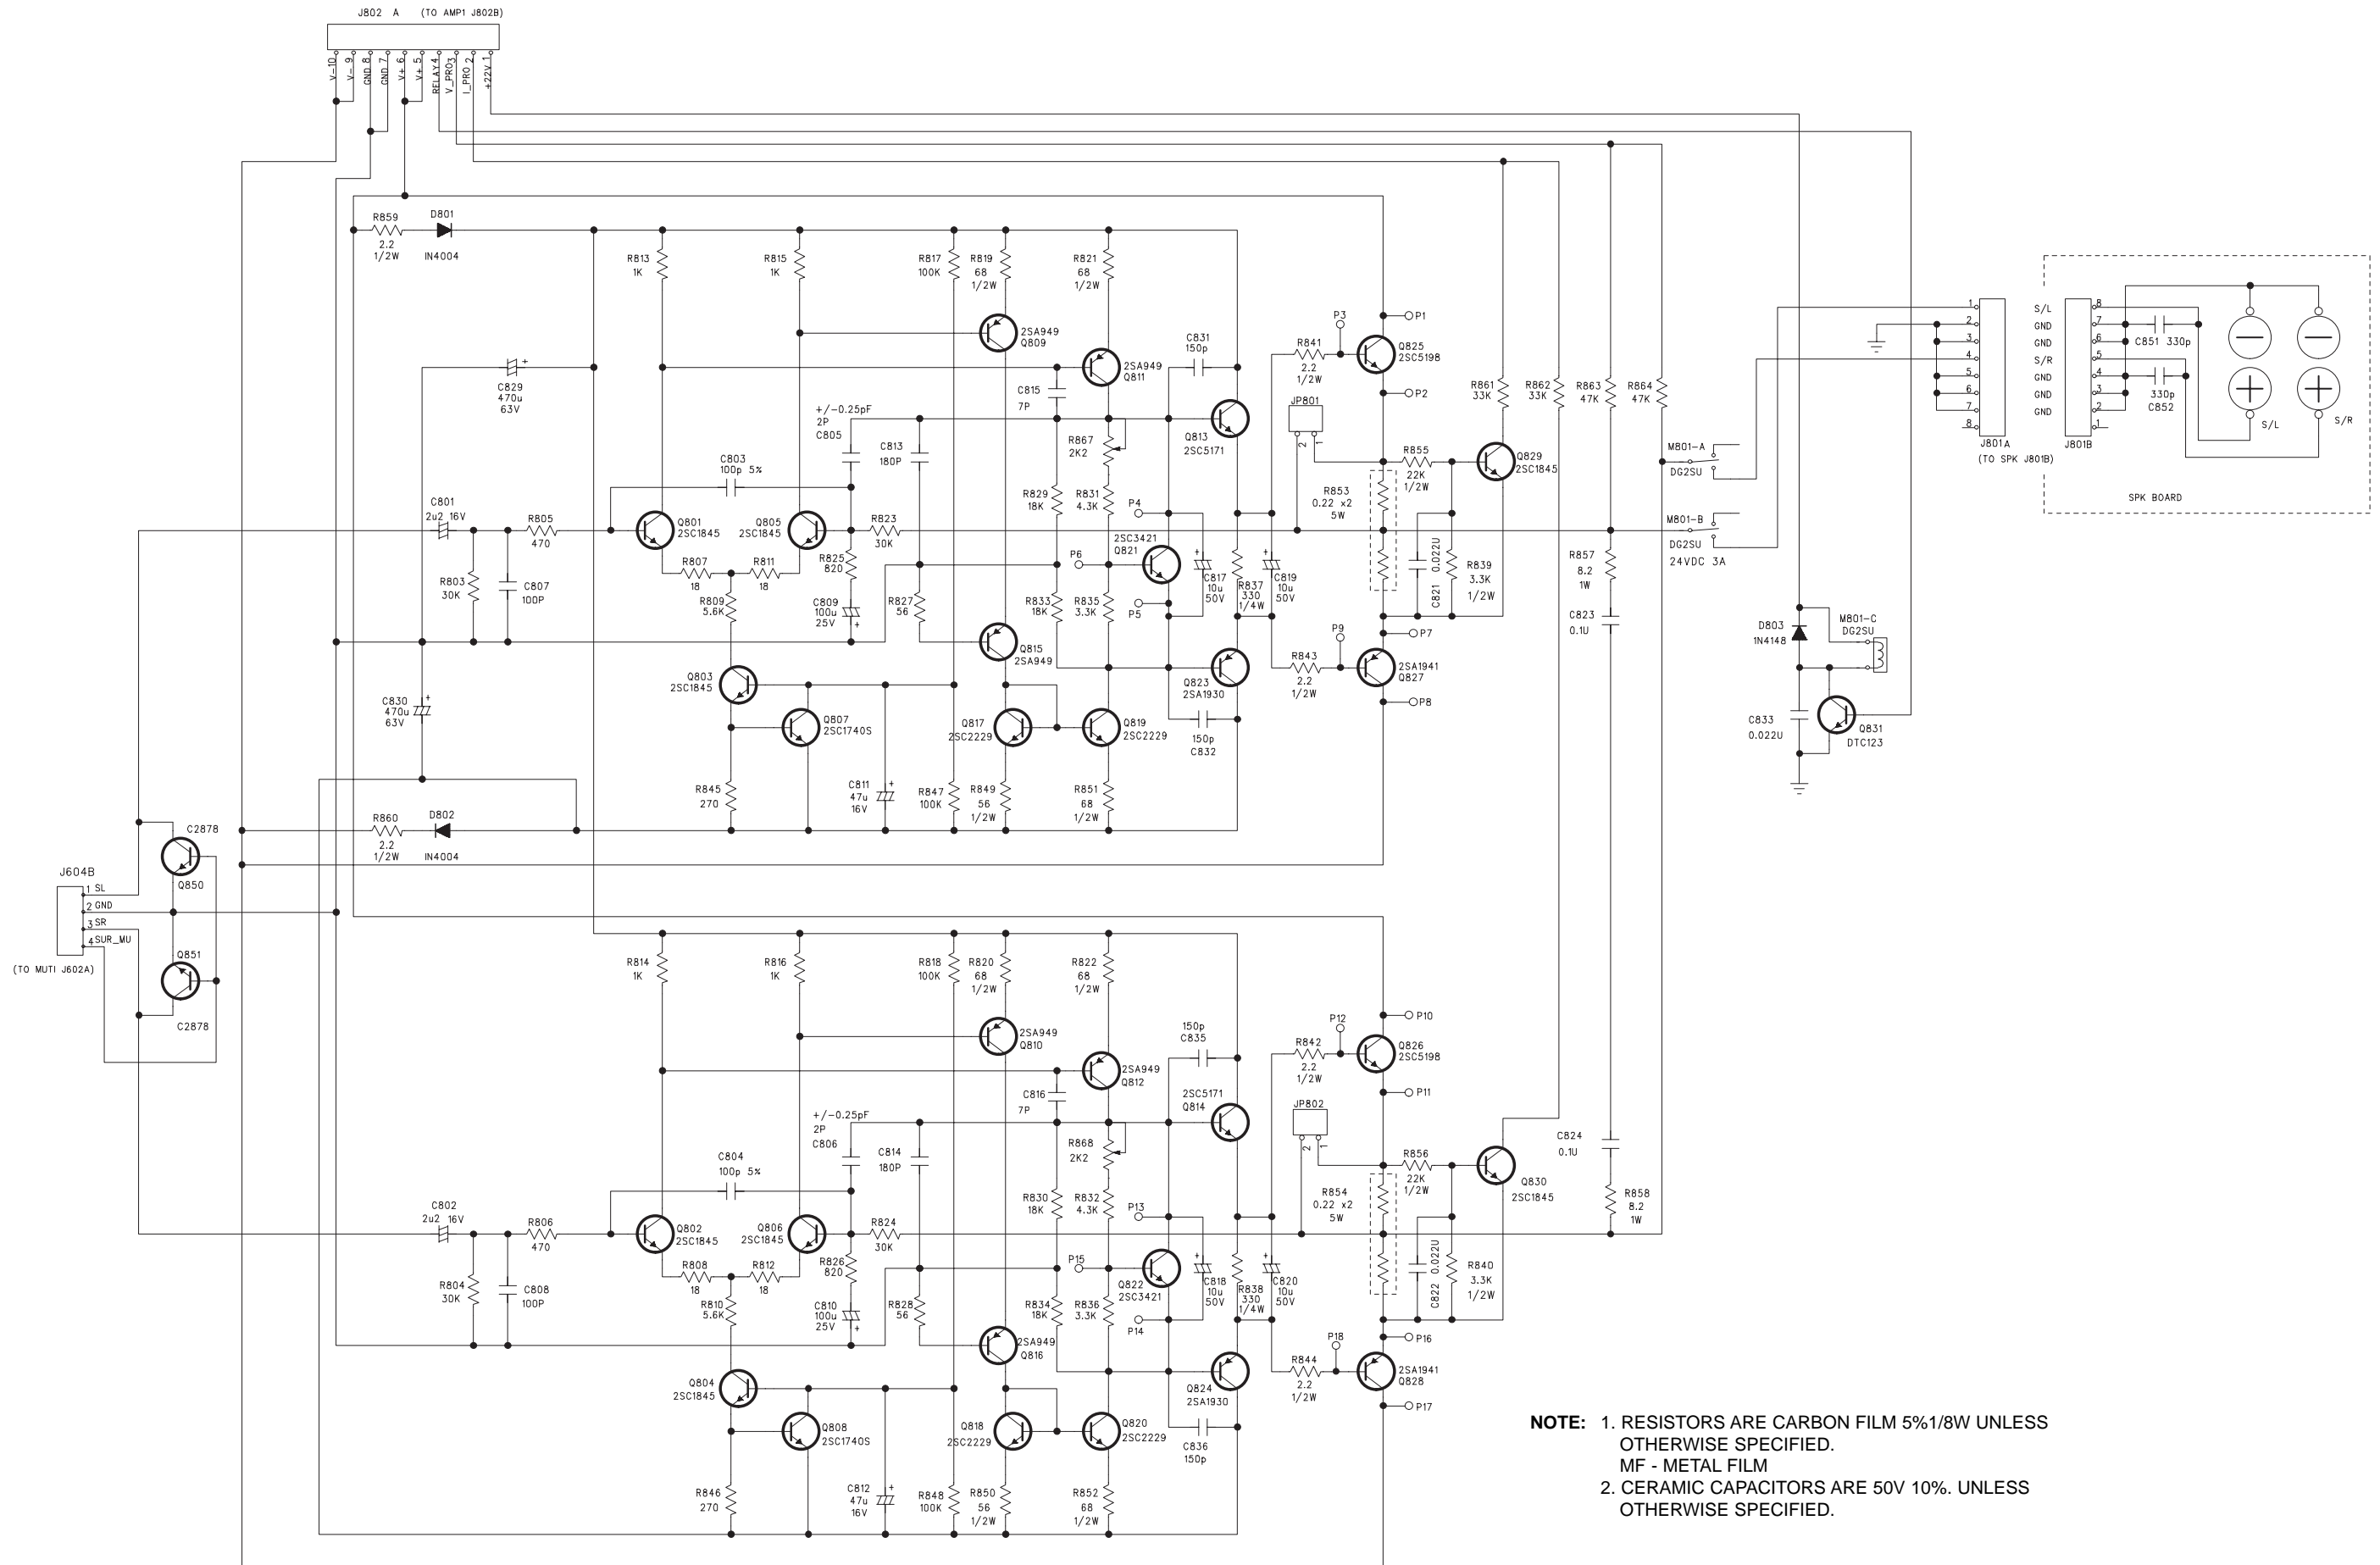 J802 A (TO AMP1 J802B)
V-10
V- 9
GND 8
GND 7
V+ 6
V+ 5
RELAY4
V_PRO3
I_PRO 2
+22V 1
R859
2.2
1/2W
D801
IN4004
R813
1K
R815
1K
R817
100K
R819
68
1/2W
R821
68
1/2W
2SA949
Q809
2SA949
Q811
C831
150p
C829
470u
63V
+
C815
7P
+/-0.25pF
2P
C805
C813
180P
R867
2K2
Q813
2SC5171
R841
2.2
1/2W
P3
P1
Q825
2SC5198
P2
JP801
2
1
R855
22K
1/2W
Q829
2SC1845
R861
33K
R862
33K
R863
47K
R864
47K
C803
100p 5%
C801
2u2 16V
R805
470
Q801
2SC1845
Q805
2SC1845
R823
30K
R829
18K
R831
4.3K
P4
2SC3421
Q821
P6
P5
R853
0.22 x2
5W
R803
30K
C807
100P
R807
18
R811
18
R809
5.6K
R825
820
C809
100u
25V
+
R827
56
R833
18K
R835
3.3K
+
C817
10u
50V
R837
330
1/4W
+
C819
10u
50V
C821 0.022U
R839
3.3K
1/2W
R857
8.2
1W
C823
0.1U
M801-A
DG2SU
M801-B
DG2SU
24VDC 3A
Q815
2SA949
P9
P7
R843
2.2
1/2W
2SA1941
Q827
P8
Q803
2SC1845
Q807
2SC1740S
Q817
2SC2229
Q819
2SC2229
Q823
2SA1930
150p
C832
C830
470u
63V
+
R845
270
C811
47u
16V
+
R847
100K
R849
56
1/2W
R851
68
1/2W
R860
2.2
1/2W
D802
IN4004
D803
1N4148
M801-C
DG2SU
C833
0.022U
Q831
DTC123
1
2
3
4
5
6
7
8
J801A
(TO SPK J801B)
S/L
GND
GND
S/R
GND
GND
GND
8
7
6
5
4
3
2
1
J801B
C851 330p
330p
C852
S/L
S/R
SPK BOARD
C2878
Q850
J604B
1 SL
2 GND
3 SR
4 SUR_MU
(TO MUTI J602A)
Q851
C2878
R814
1K
R816
1K
R818
100K
R820
68
1/2W
R822
68
1/2W
2SA949
Q810
2SA949
Q812
150p
C835
C816
7P
+/-0.25pF
2P
C806
C814
180P
R868
2K2
2SC5171
Q814
R842
2.2
1/2W
P12
P10
Q826
2SC5198
P11
JP802
2
1
R856
22K
1/2W
Q830
2SC1845
C824
0.1U
R858
8.2
1W
C804
100p 5%
C802
2u2 16V
R806
470
Q802
2SC1845
Q806
2SC1845
R824
30K
R830
18K
R832
4.3K
P13
P15
Q822
2SC3421
P14
R854
0.22 x2
5W
R804
30K
C808
100P
R808
18
R812
18
R810
5.6K
R826
820
C810
100u
25V
+
R828
56
R834
18K
R836
3.3K
+
C818
10u
50V
R838
330
1/4W
+
C820
10u
50V
C822 0.022U
R840
3.3K
1/2W
2SA949
Q816
P18
P16
R844
2.2
1/2W
2SA1941
Q828
P17
Q804
2SC1845
Q808
2SC1740S
Q818
2SC2229
Q820
2SC2229
Q824
2SA1930
C836
150p
R846
270
C812
47u
16V
+
R848
100K
R850
56
1/2W
R852
68
1/2W
NOTE: 1. RESISTORS ARE CARBON FILM 5%1/8W UNLESS
OTHERWISE SPECIFIED.
MF - METAL FILM
2. CERAMIC CAPACITORS ARE 50V 10%. UNLESS
OTHERWISE SPECIFIED.